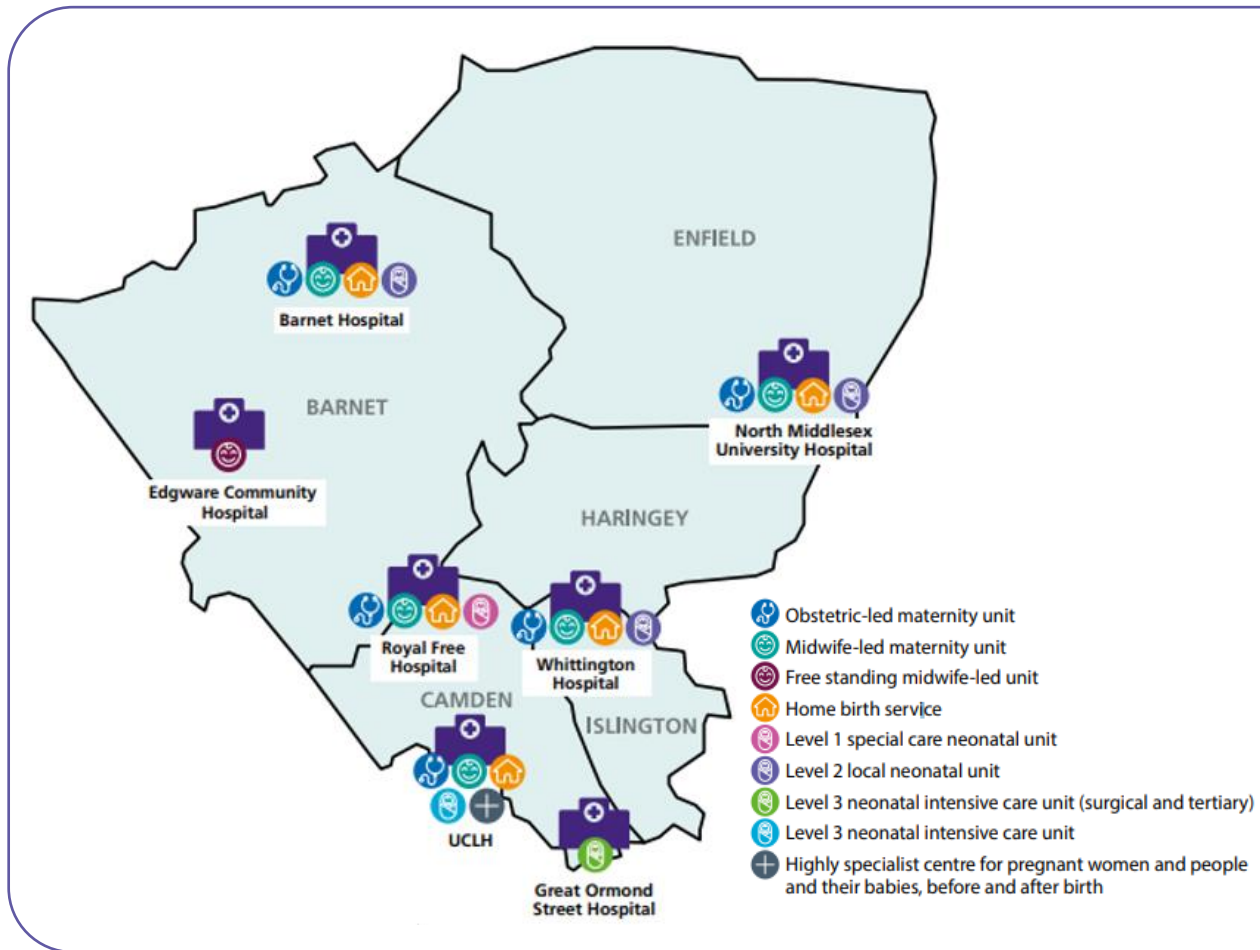 ENFIELD
Barnet Hospital
BARNET
North Middlesex
University Hospital
Edgware Community
Hospital
HARINGEY
Royal Free
Hospital
Whittington
Hospital
CAMDEN
ISLINGTON
UCLH
Great Ormond
Street Hospital
Obstetric-led maternity unit
Midwife-led maternity unit
Free standing midwife-led unit
Home birth service
Level 1 special care neonatal unit
Level 2 local neonatal unit
Level 3 neonatal intensive care unit (surgical and tertiary)
Level 3 neonatal intensive care unit
Highly specialist centre for pregnant women and people
and their babies, before and after birth